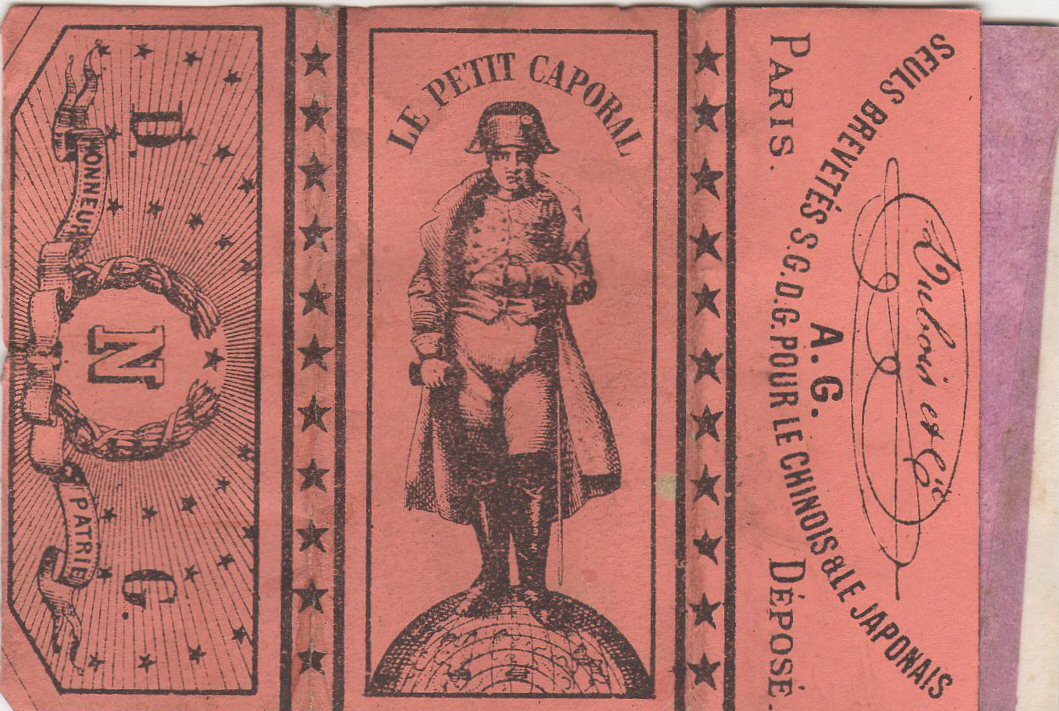 D. C.
HONNEUR PATRIE
N
LE PETIT CAPORAL
SEULS BREVETÉS S.G.D.G. POUR LE CHINOIS & LE JAPONAIS
Dubois et Cie
A. G.
PARIS. DÉPOSÉ.